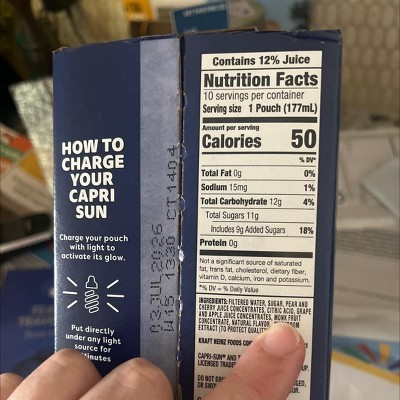 HOW TO
CHARGE
YOUR
CAPRI
SUN
Charge your pouch
with light to
activate its glow.
Put directly
under any light
source for
minutes
03JUL2026
W15 1330 CT1404
Contains 12% Juice
Nutrition Facts
10 servings per container
Serving size 1 Pouch (177mL)
Amount per serving
Calories 50
% DV*
Total Fat 0g 0%
Sodium 15mg 1%
Total Carbohydrate 12g 4%
Total Sugars 11g
Includes 9g Added Sugars 18%
Protein 0g
Not a significant source of saturated
fat, trans fat, cholesterol, dietary fiber,
vitamin D, calcium, iron and potassium.
*% DV = % Daily Value
INGREDIENTS: FILTERED WATER, SUGAR, PEAR AND
CHERRY JUICE CONCENTRATES, CITRIC ACID, GRAPE
AND APPLE JUICE CONCENTRATES, MONK FRUIT
CONCENTRATE, NATURAL FLAVOR,
EXTRACT (TO PROTECT
KRAFT HEINZ FOODS
CAPRI-SUN® AND
LICENSED
DO NOT